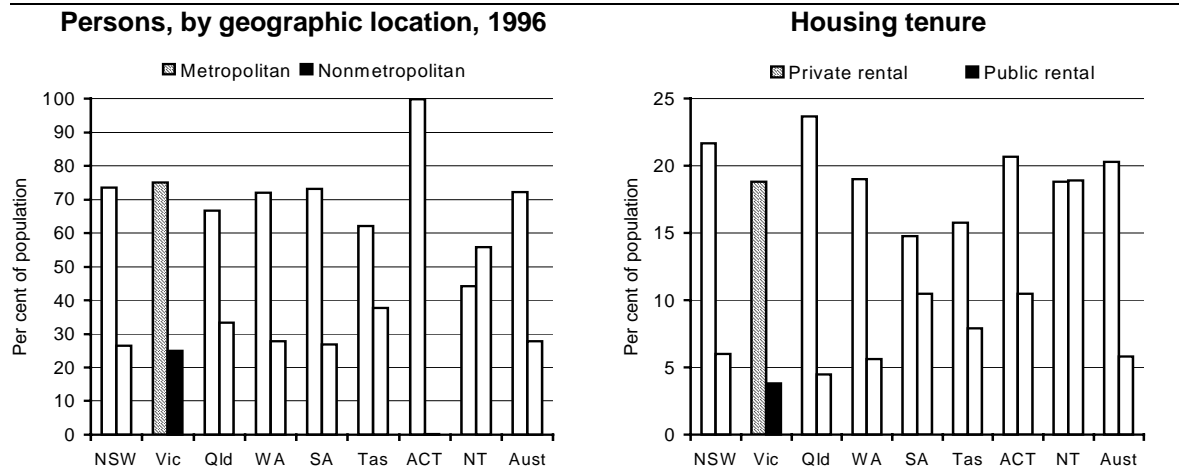 Persons, by geographic location, 1996
Metropolitan Nonmetropolitan
Per cent of population
100
90
80
70
60
50
40
30
20
10
0
NSW Vic Qld WA SA Tas ACT NT Aust
Housing tenure
Private rental Public rental
Per cent of population
25
20
15
10
5
0
NSW Vic Qld WA SA Tas ACT NT Aust